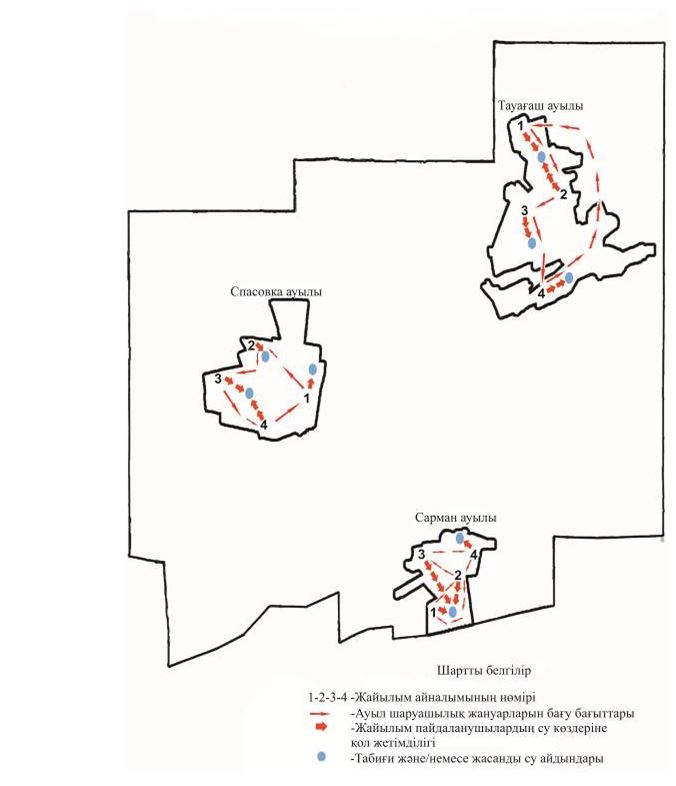 Тауағаш ауылы
1
2
3
4
Спасовка ауылы
2
3
1
4
Сарман ауылы
3
4
2
1
Шартты белгілір
1-2-3-4 -Жайылым айналымының нөмірі
-Ауыл шаруашылық жануарларын бағу бағыттары
-Жайылым пайдаланушылардың су көздеріне
қол жетімділігі
-Табиғи және/немесе жасанды су айдындары